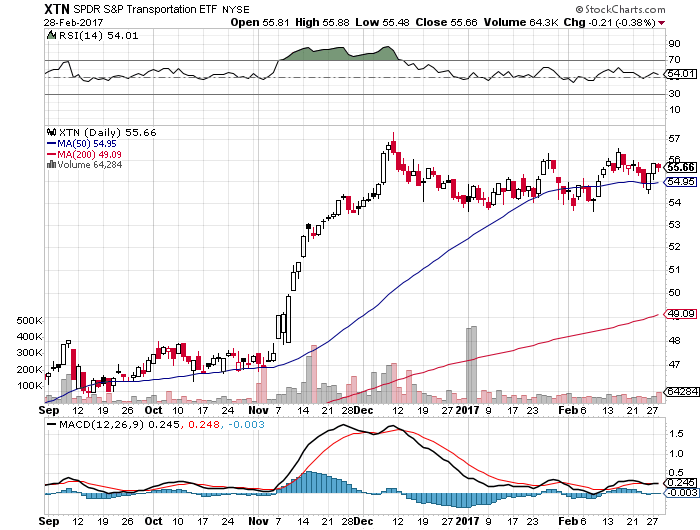 XTN SPDR S&P Transportation ETF NYSE © StockCharts.com
28-Feb-2017 Open 55.81 High 55.88 Low 55.48 Close 55.66 Volume 64.3K Chg -0.21 (-0.38%)
RSI(14) 54.01
90
70
54.01
50
30
10
XTN (Daily) 55.66
MA(50) 54.95
MA(200) 49.09
Volume 64,284
57
56
55.66
54.95
54
53
52
51
50
49.09
48
47
64284
500K
400K
300K
200K
100K
Sep 12 19 26 Oct 10 17 24 Nov 7 14 21 28 Dec 12 19 27 2017 9 17 23 Feb 6 13 21 27
MACD(12,26,9) 0.245, 0.248, -0.003
1.5
1.0
0.5
0.245
-0.003
Sep 12 19 26 Oct 10 17 24 Nov 7 14 21 28 Dec 12 19 27 2017 9 17 23 Feb 6 13 21 27